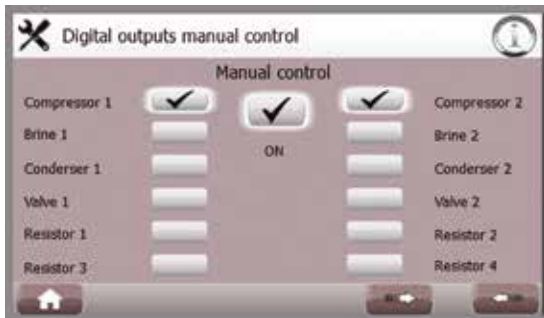 Digital outputs manual control
Manual control
Compressor 1
Compressor 2
Brine 1
Brine 2
ON
Conderser 1
Conderser 2
Valve 1
Valve 2
Resistor 1
Resistor 2
Resistor 3
Resistor 4